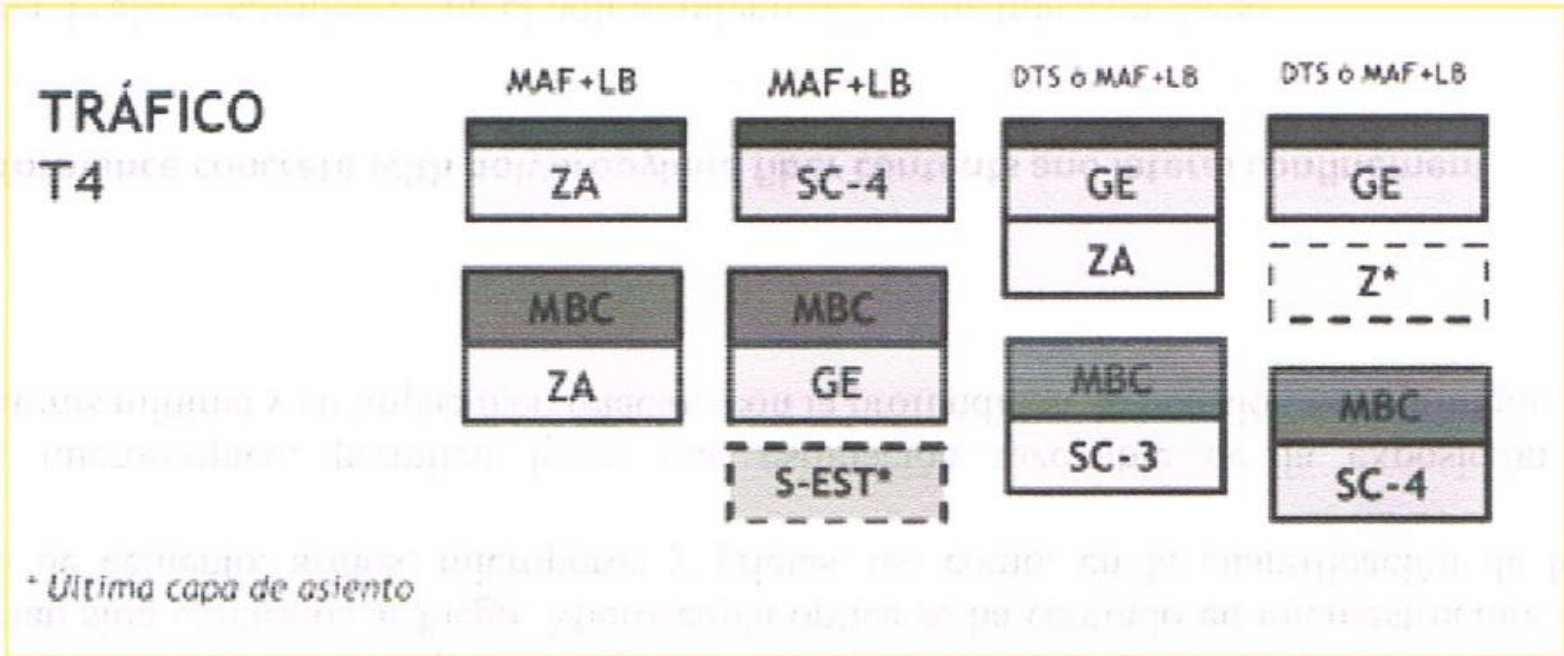 TRÁFICO
T4
MAF+LB
MAF+LB
DTS ó MAF+LB
DTS ó MAF+LB
ZA
SC-4
GE
GE
ZA
Z*
MBC
MBC
MBC
MBC
ZA
GE
SC-3
SC-4
S-EST*
* Última capa de asiento